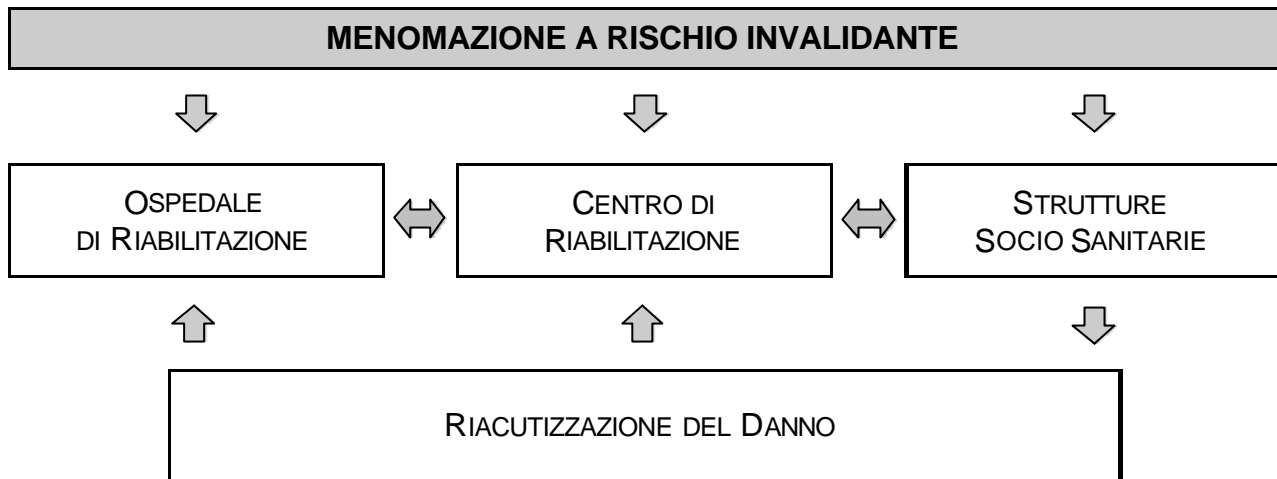 MENOMAZIONE A RISCHIO INVALIDANTE
OSPEDALE
DI RIABILITAZIONE
CENTRO DI
RIABILITAZIONE
STRUTTURE
SOCIO SANITARIE
RIACUTIZZAZIONE DEL DANNO